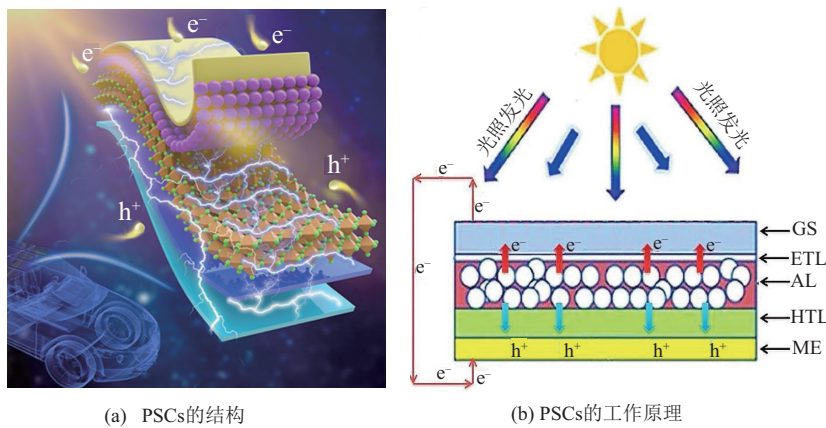 e⁻
e⁻
e⁻
h⁺
h⁺
(a) PSCs的结构
光照发光
光照发光
e⁻
e⁻
e⁻
e⁻ e⁻ e⁻ e⁻
h⁺ h⁺ h⁺ h⁺
e⁻
e⁻
GS
ETL
AL
HTL
ME
(b) PSCs的工作原理